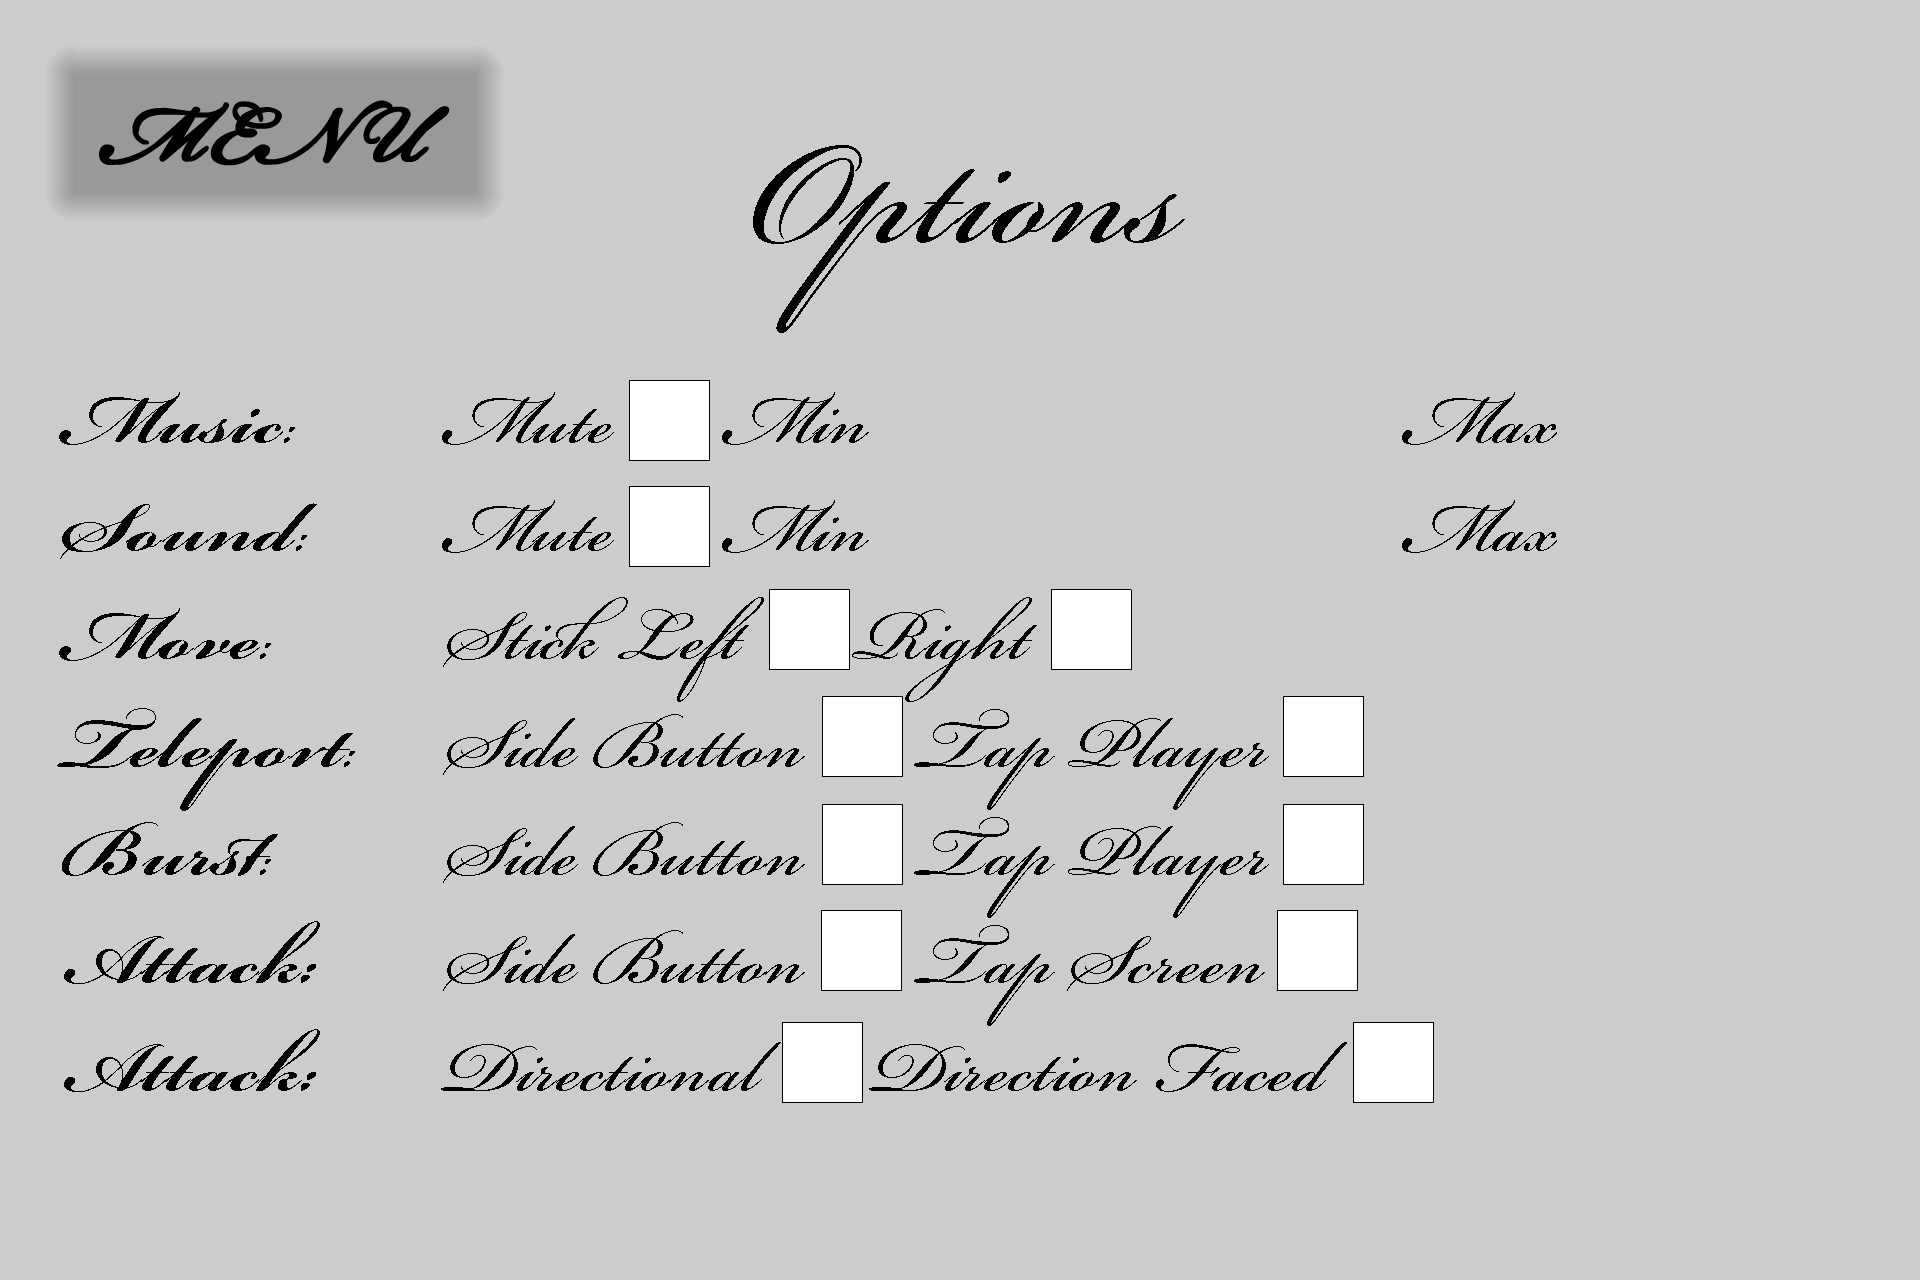 MENU
Options
Music: Mute Min Max
Sound: Mute Min Max
Move: Stick Left Right
Teleport: Side Button Tap Player
Burst: Side Button Tap Player
Attack: Side Button Tap Screen
Attack: Directional Direction Faced